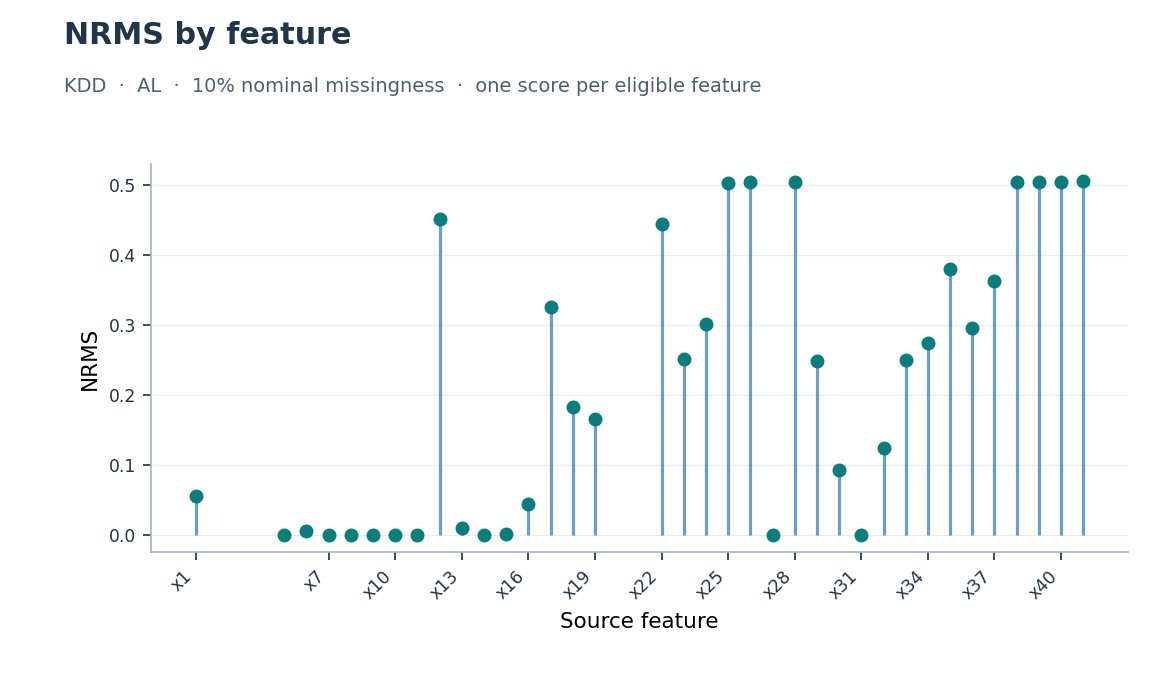 NRMS by feature
KDD · AL · 10% nominal missingness · one score per eligible feature
0.5
0.4
0.3
0.2
0.1
0.0
NRMS
x1
x7
x10
x13
x16
x19
x22
x25
x28
x31
x34
x37
x40
Source feature